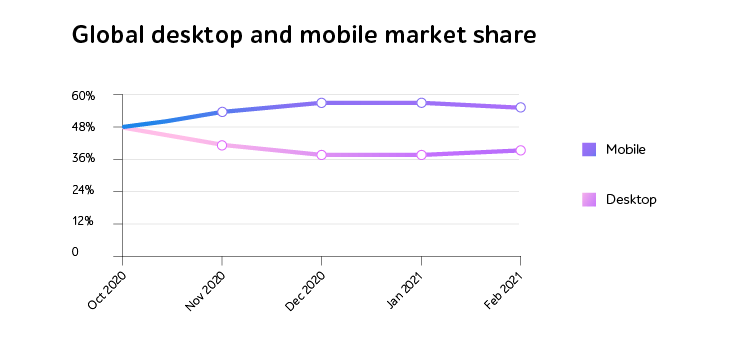 Global desktop and mobile market share
60%
48%
36%
24%
12%
0
Oct 2020
Nov 2020
Dec 2020
Jan 2021
Feb 2021
Mobile
Desktop